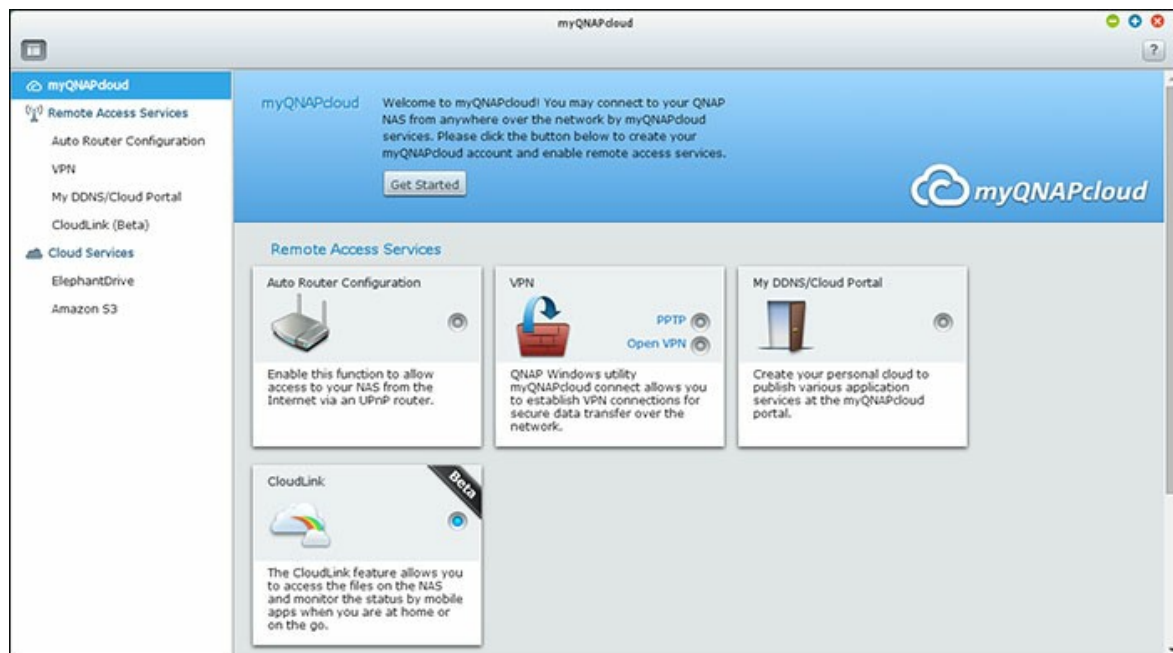 myQNAPcloud
?
myQNAPcloud
Remote Access Services
Auto Router Configuration
VPN
My DDNS/Cloud Portal
CloudLink (Beta)
Cloud Services
ElephantDrive
Amazon S3
myQNAPcloud
Welcome to myQNAPcloud! You may connect to your QNAP
NAS from anywhere over the network by myQNAPcloud
services. Please click the button below to create your
myQNAPcloud account and enable remote access services.
Get Started
myQNAPcloud
Remote Access Services
Auto Router Configuration
Enable this function to allow
access to your NAS from the
Internet via an UPnP router.
VPN
PPTP
Open VPN
QNAP Windows utility
myQNAPcloud connect allows you
to establish VPN connections for
secure data transfer over the
network.
My DDNS/Cloud Portal
Create your personal cloud to
publish various application
services at the myQNAPcloud
portal.
CloudLink
Beta
The CloudLink feature allows you
to access the files on the NAS
and monitor the status by mobile
apps when you are at home or
on the go.